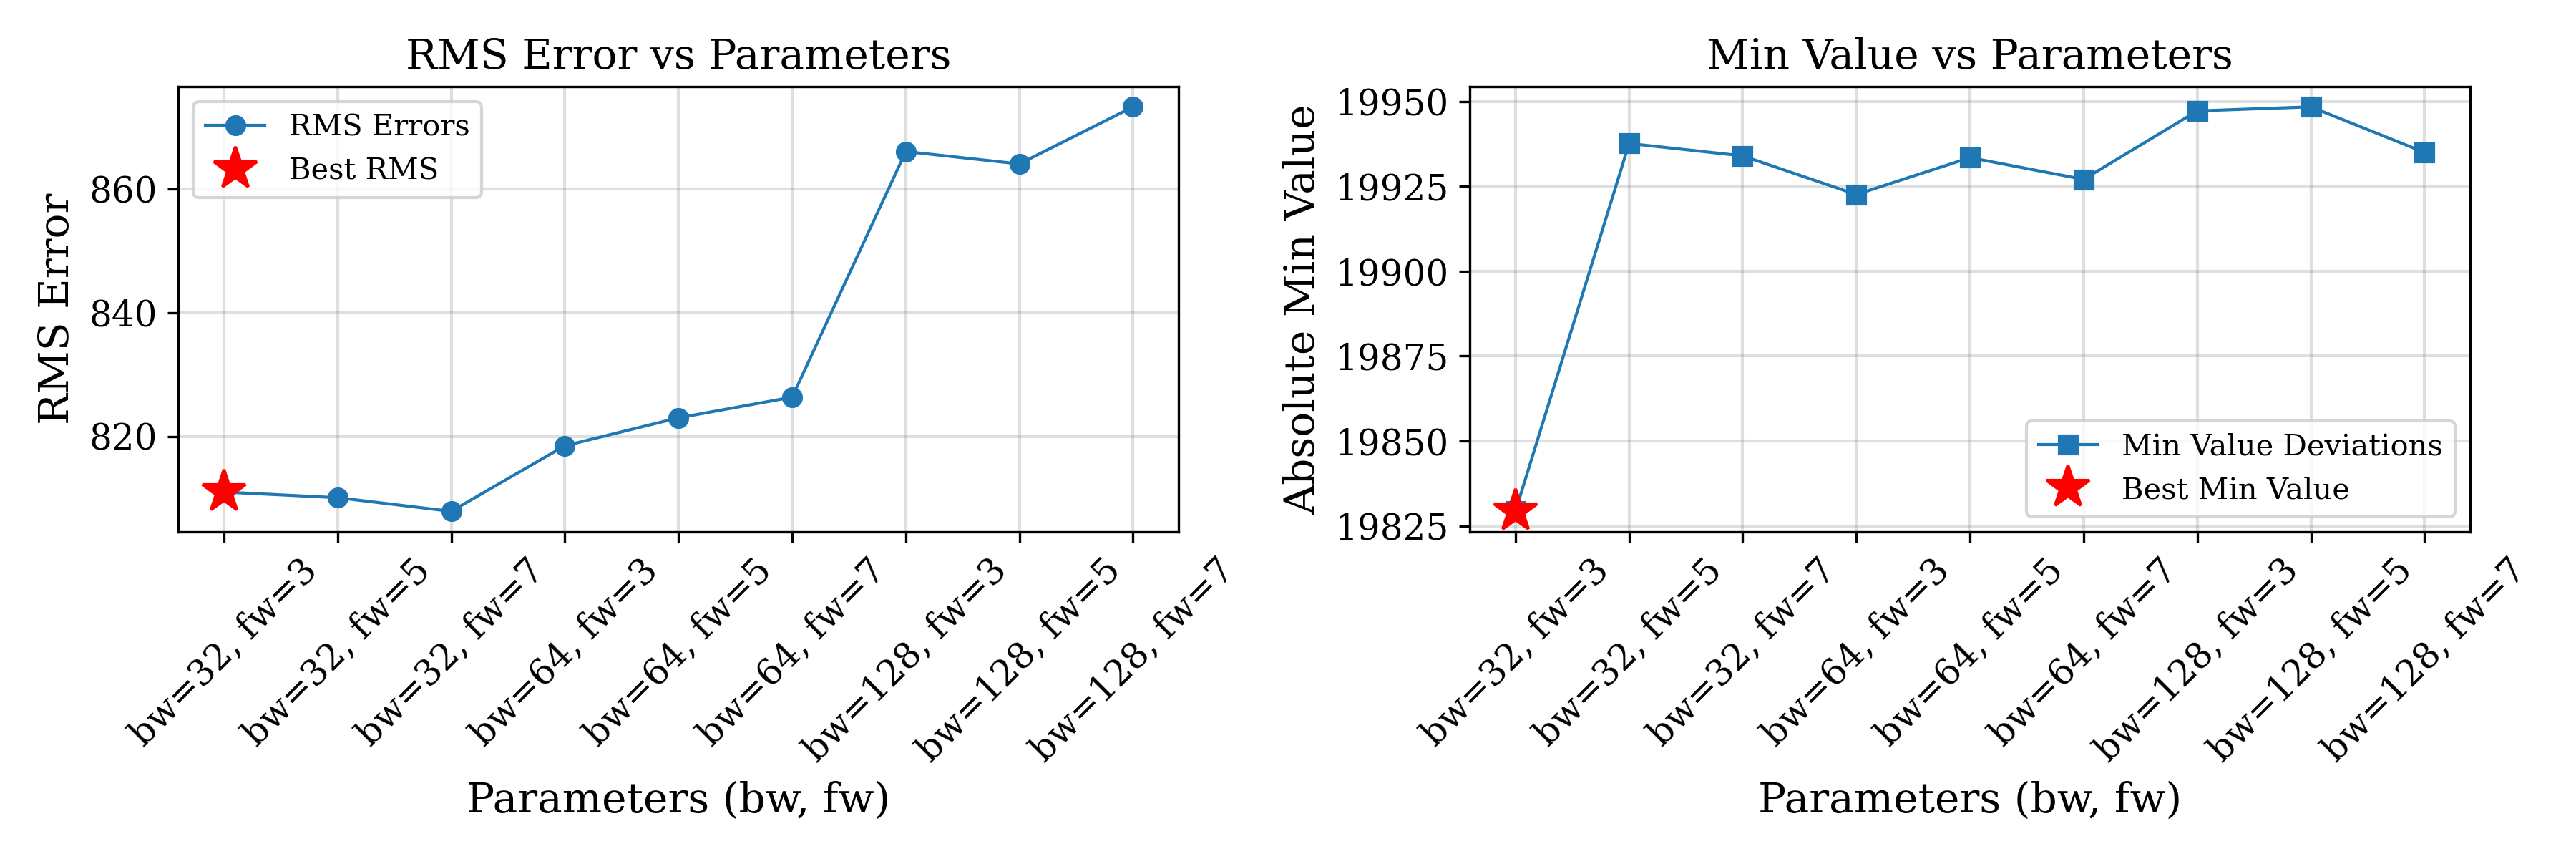 RMS Error vs Parameters
RMS Error
860
840
820
RMS Errors
Best RMS
bw=32, fw=3
bw=32, fw=5
bw=32, fw=7
bw=64, fw=3
bw=64, fw=5
bw=64, fw=7
bw=128, fw=3
bw=128, fw=5
bw=128, fw=7
Parameters (bw, fw)
Min Value vs Parameters
Absolute Min Value
19950
19925
19900
19875
19850
19825
Min Value Deviations
Best Min Value
bw=32, fw=3
bw=32, fw=5
bw=32, fw=7
bw=64, fw=3
bw=64, fw=5
bw=64, fw=7
bw=128, fw=3
bw=128, fw=5
bw=128, fw=7
Parameters (bw, fw)